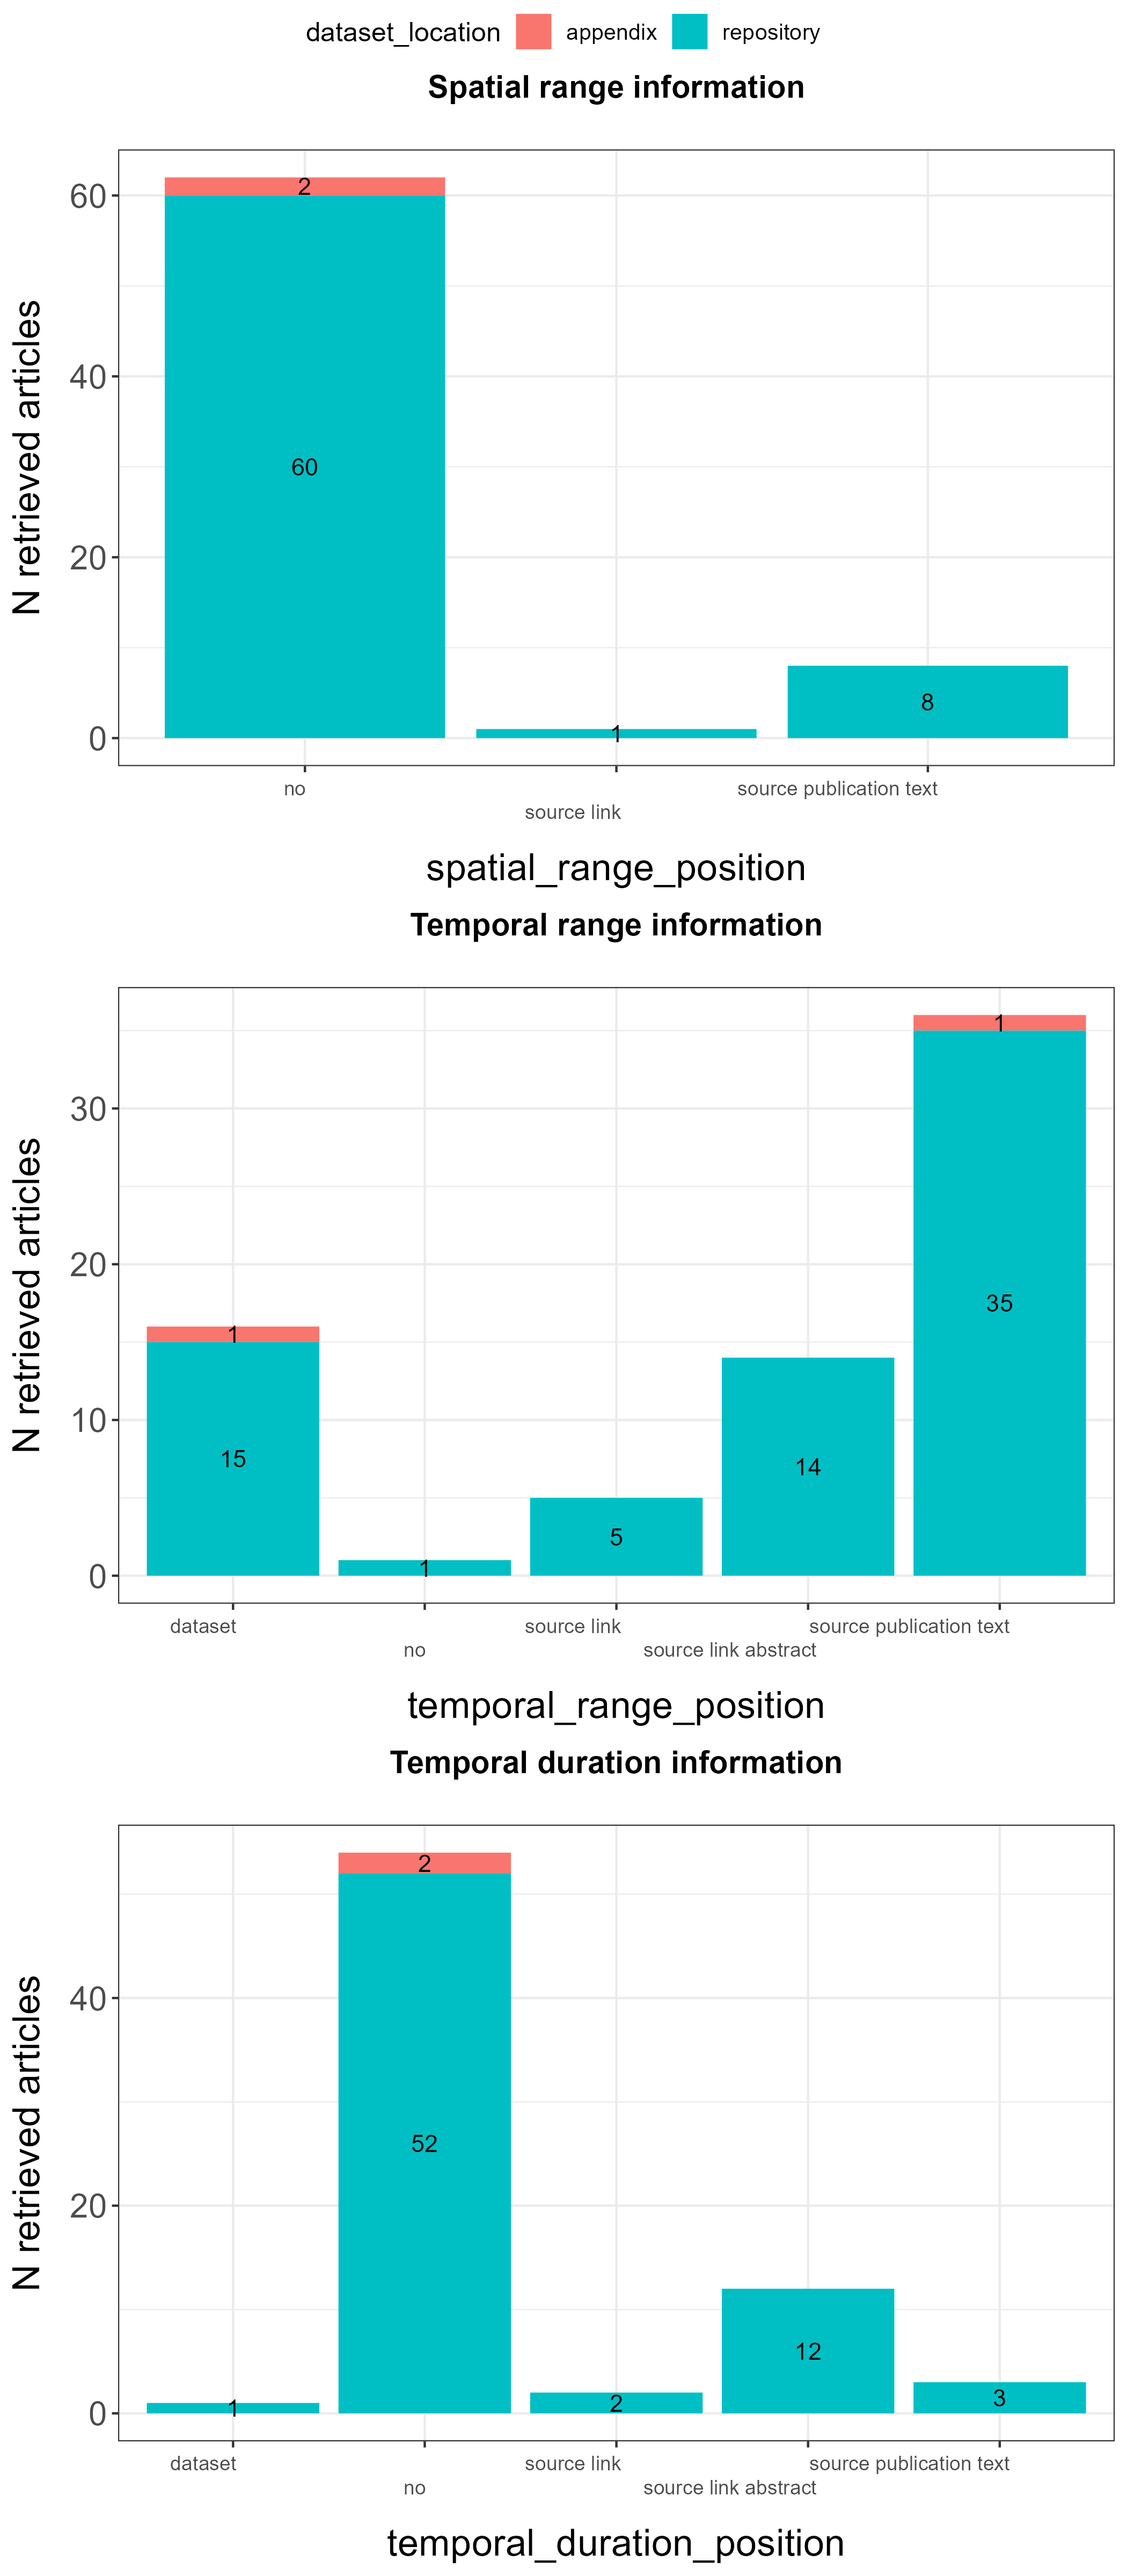 dataset_location appendix repository
Spatial range information
N retrieved articles
60
40
20
0
2
60
1
8
no
source link
source publication text
spatial_range_position
Temporal range information
N retrieved articles
30
20
10
0
1
15
1
5
14
1
35
dataset
no
source link
source link abstract
source publication text
temporal_range_position
Temporal duration information
N retrieved articles
40
20
0
1
2
52
2
12
3
dataset
no
source link
source link abstract
source publication text
temporal_duration_position